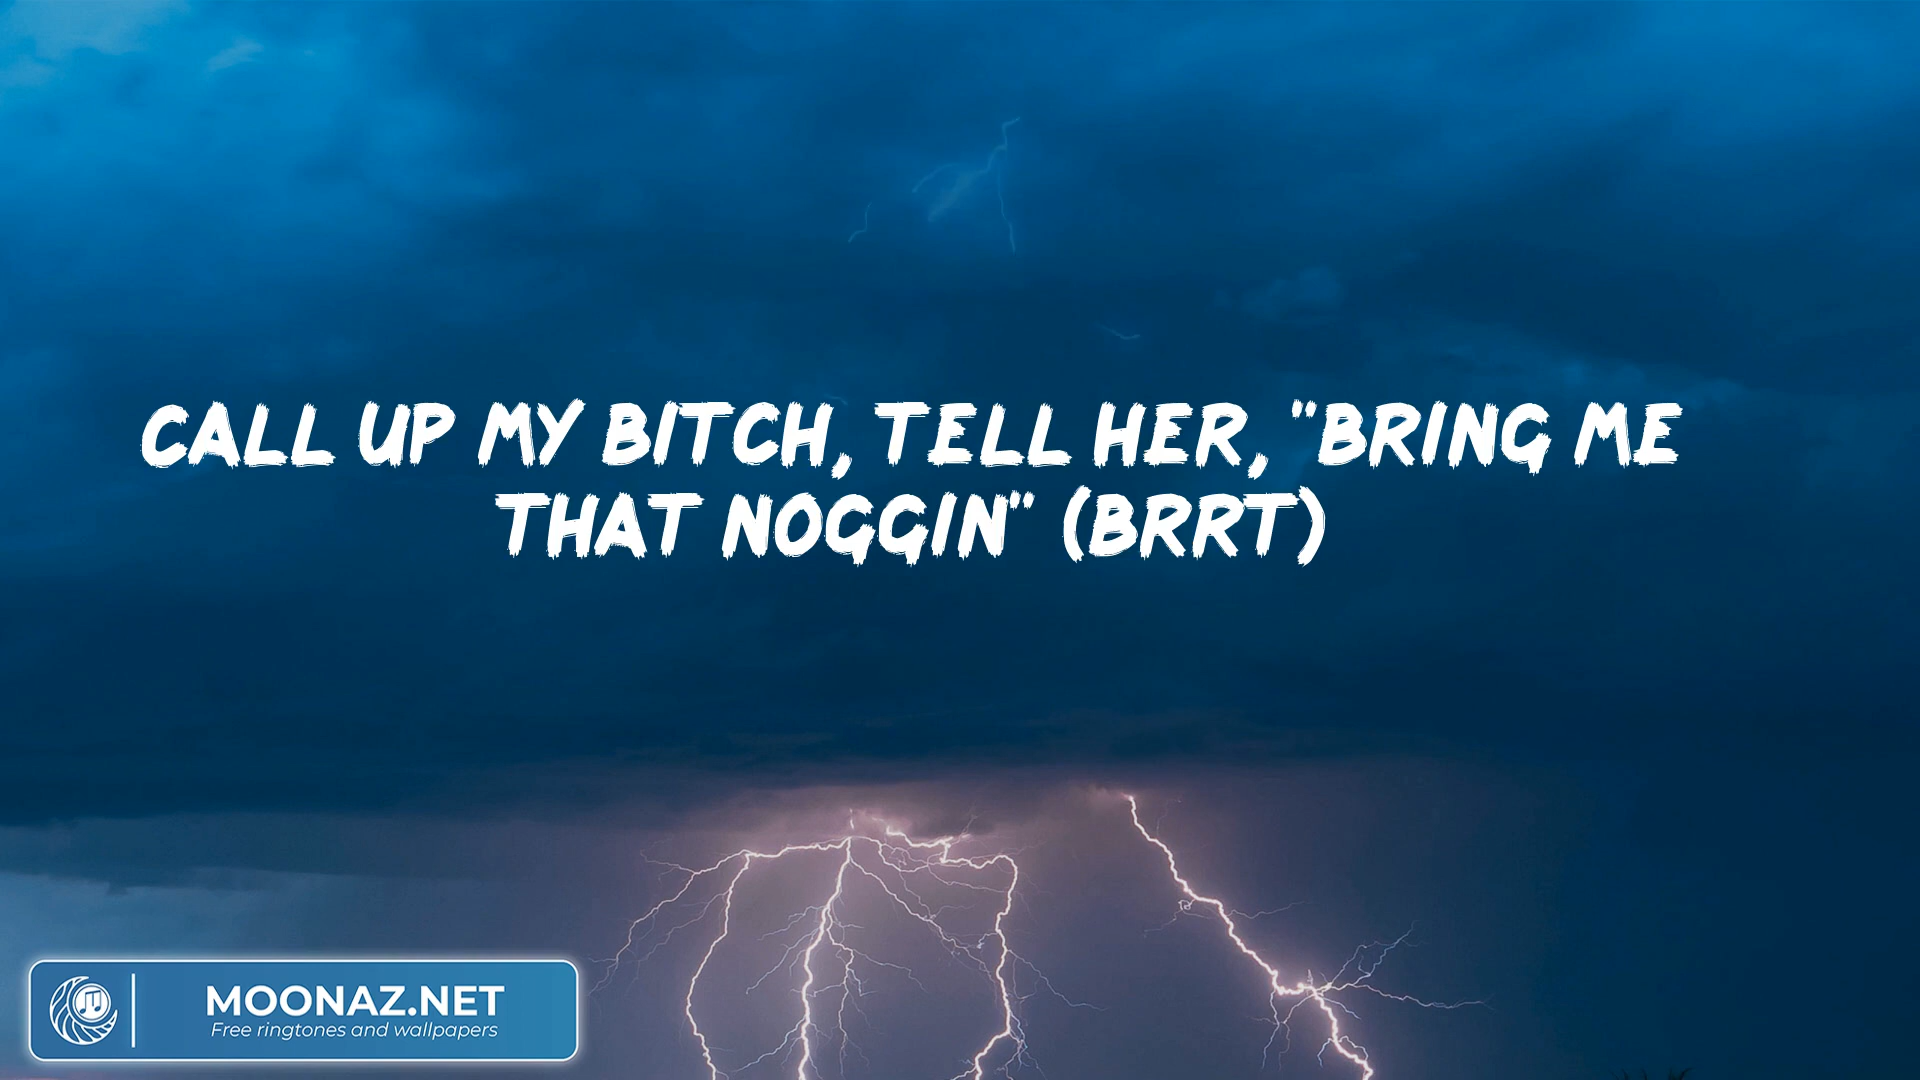 CALL UP MY BITCH, TELL HER, "BRING ME
THAT NOGGIN" (BRRT)
MOONAZ.NET
Free ringtones and wallpapers